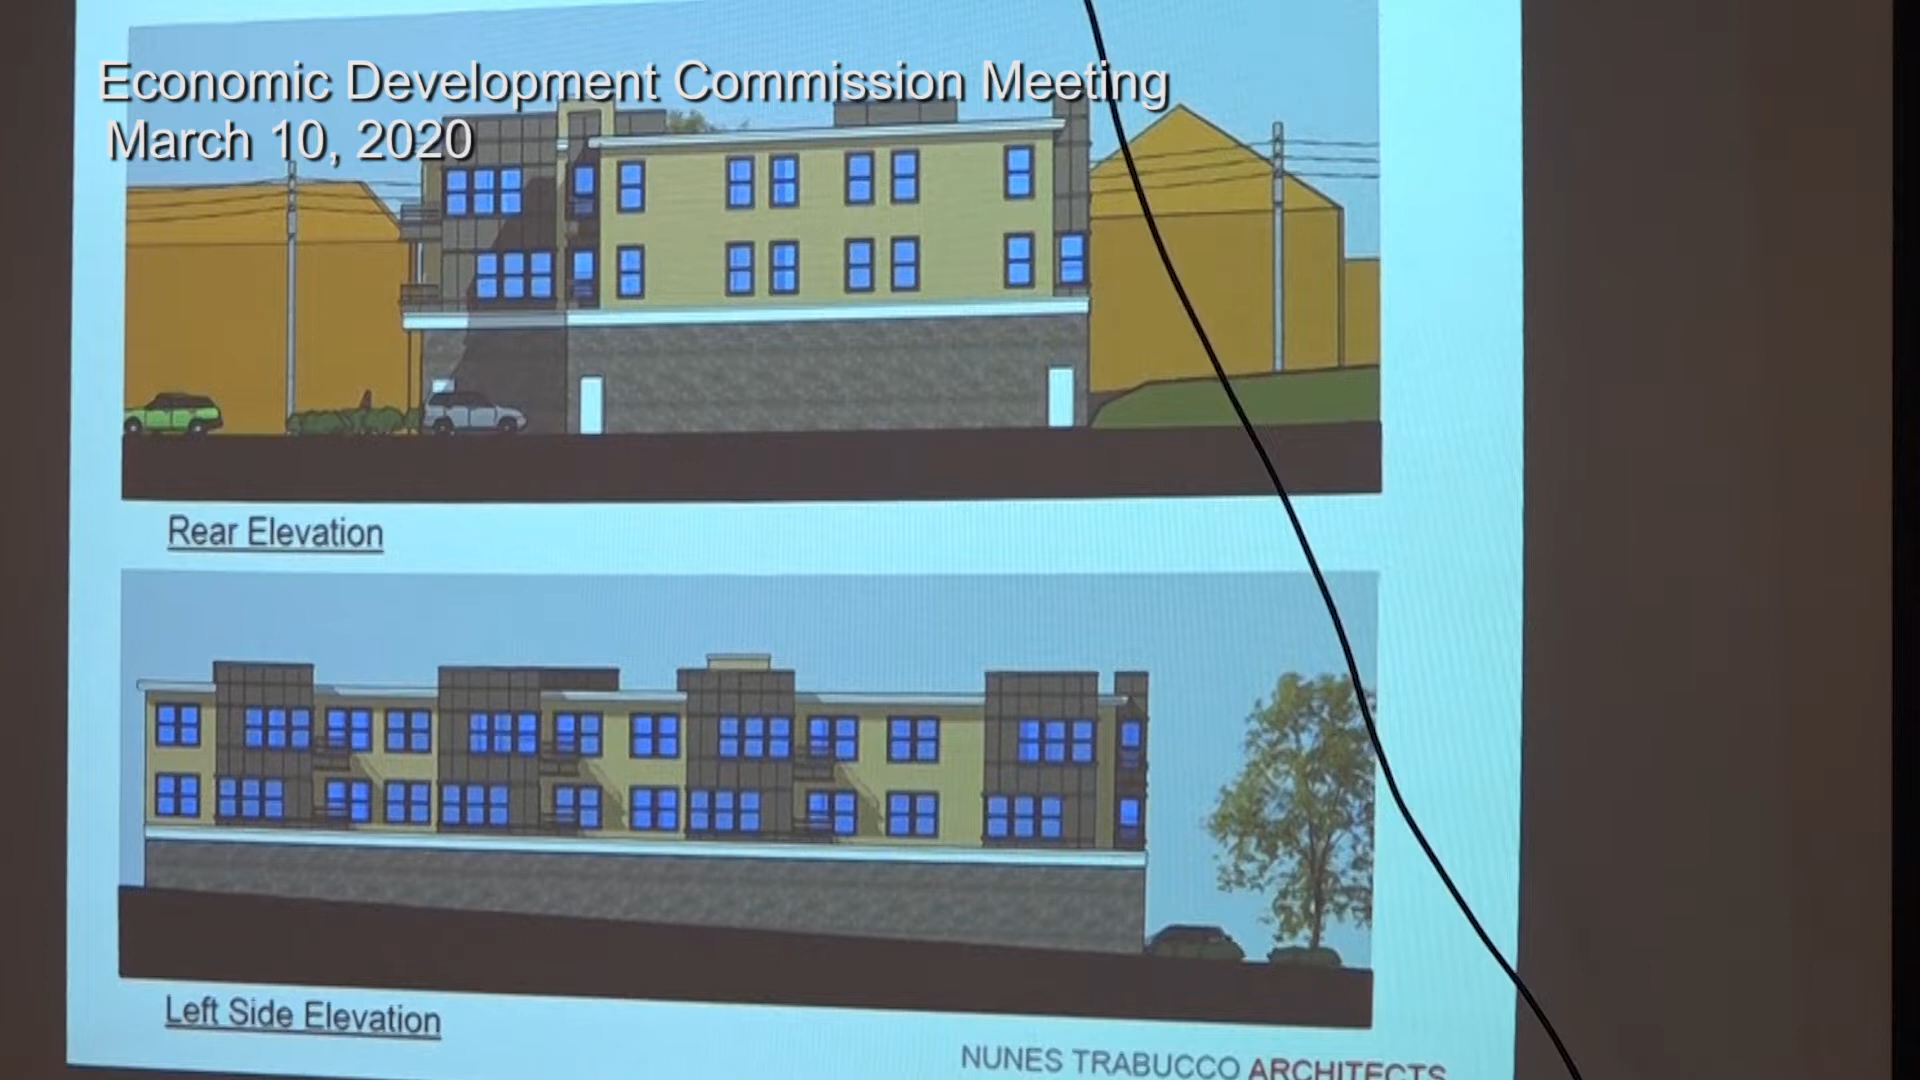 Economic Development Commission Meeting
March 10, 2020
Rear Elevation
Left Side Elevation
NUNES TRABUCCO ARCHITECTS